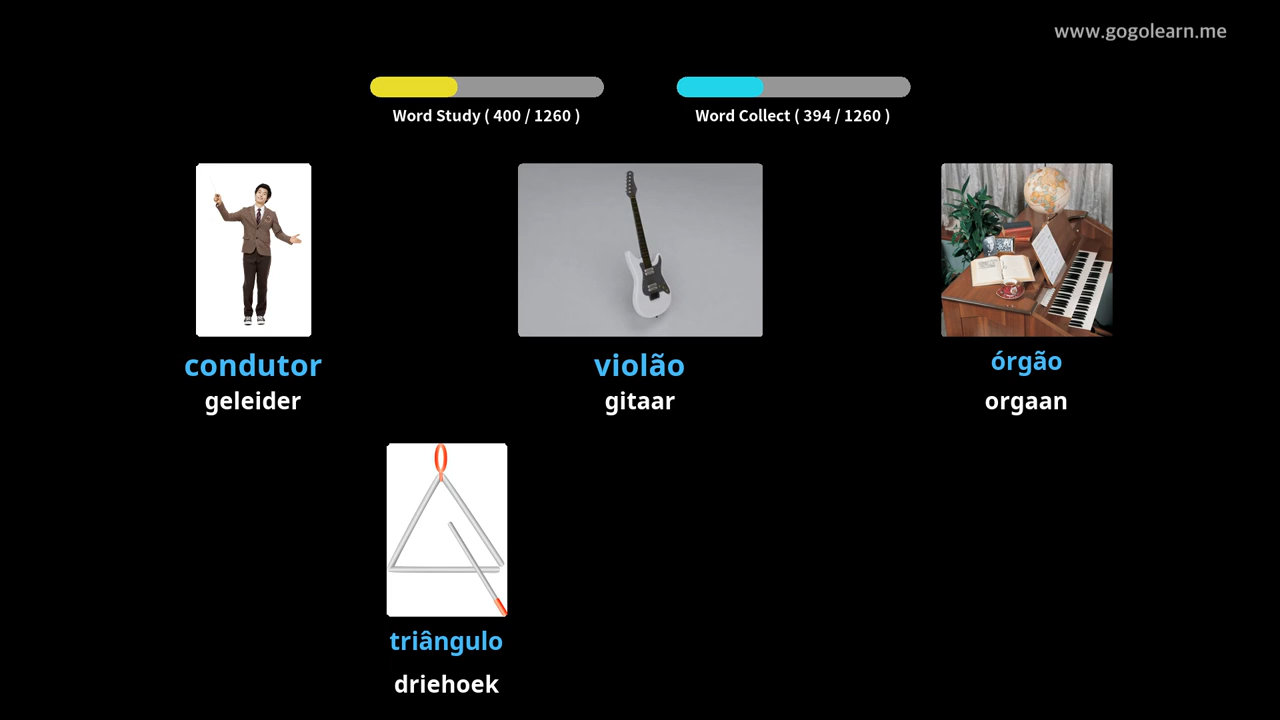 www.gogolearn.me
Word Study ( 400 / 1260 )
Word Collect ( 394 / 1260 )
condutor
geleider
violão
gitaar
órgão
orgaan
triângulo
driehoek